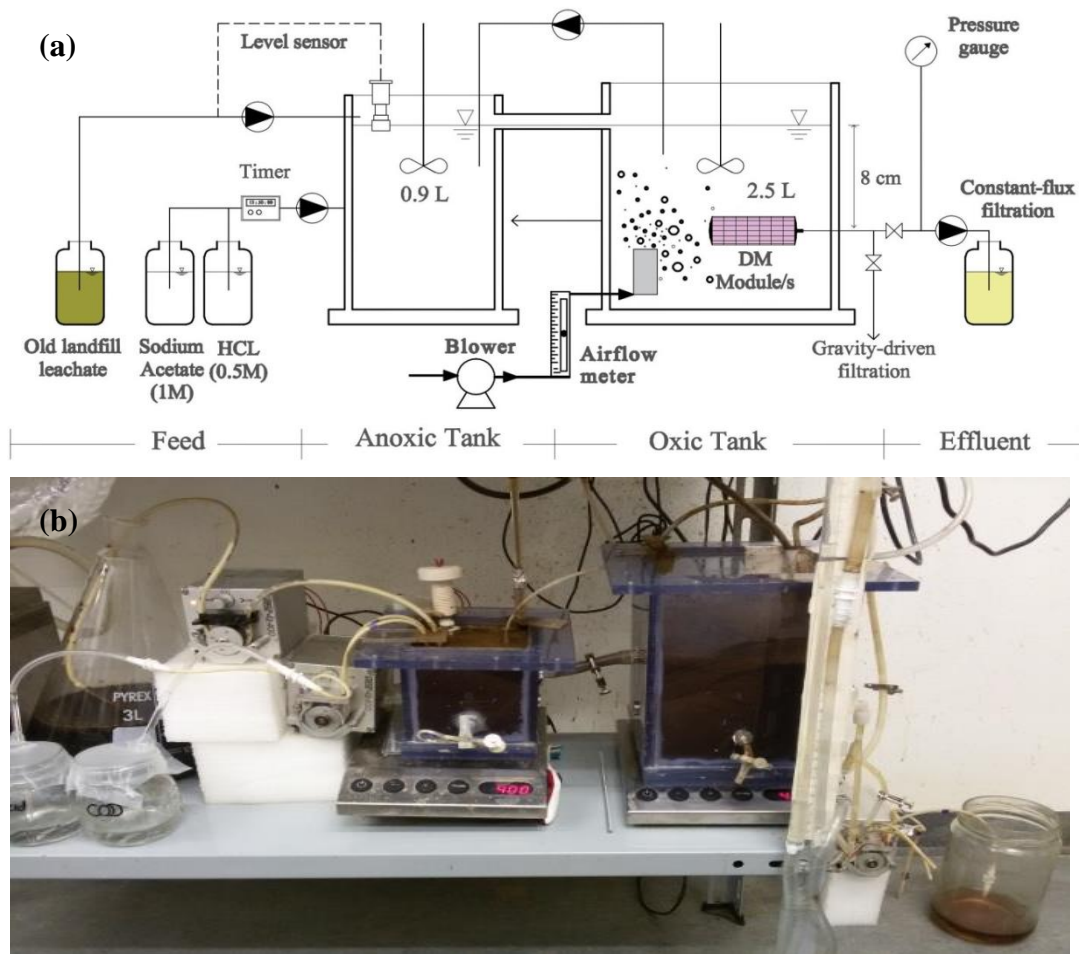 (a)
Level sensor
Pressure
gauge
Timer
0.9 L
2.5 L
8 cm
Constant-flux
filtration
DM
Module/s
Old landfill
leachate
Sodium
Acetate
(1M)
HCL
(0.5M)
Blower
Airflow
meter
Gravity-driven
filtration
Feed
Anoxic Tank
Oxic Tank
Effluent
(b)
PYREX
3L
COD
400